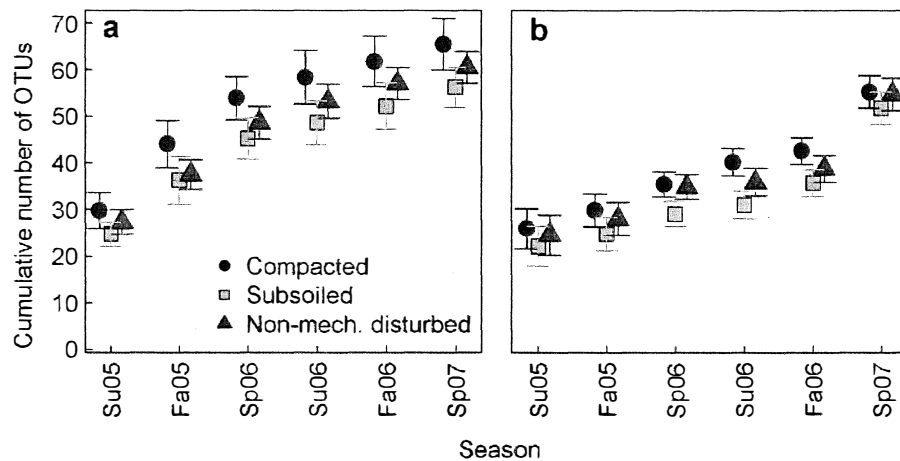 a
b
70
60
50
40
30
20
10
0
Cumulative number of OTUs
Compacted
Subsoiled
Non-mech. disturbed
Su05
Fa05
Sp06
Su06
Fa06
Sp07
Su05
Fa05
Sp06
Su06
Fa06
Sp07
Season